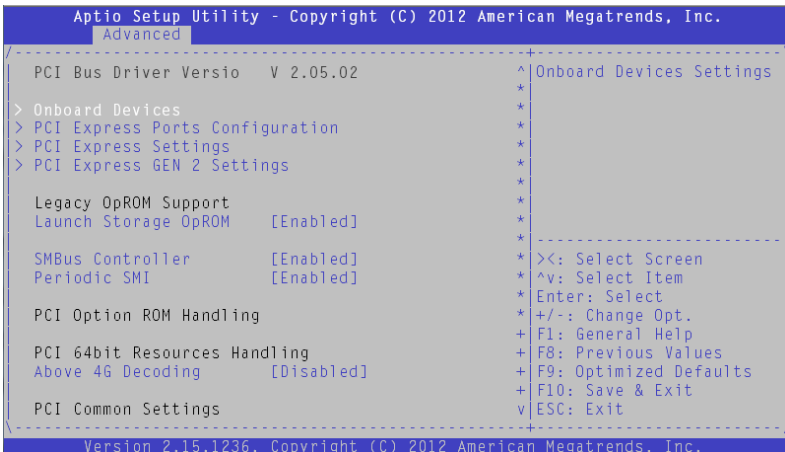 Aptio Setup Utility - Copyright (C) 2012 American Megatrends, Inc.
Advanced
PCI Bus Driver Versio V 2.05.02
> Onboard Devices
> PCI Express Ports Configuration
> PCI Express Settings
> PCI Express GEN 2 Settings
Legacy OpROM Support
Launch Storage OpROM [Enabled]
SMBus Controller [Enabled]
Periodic SMI [Enabled]
PCI Option ROM Handling
PCI 64bit Resources Handling
Above 4G Decoding [Disabled]
PCI Common Settings
Onboard Devices Settings
><: Select Screen
^v: Select Item
Enter: Select
+/-: Change Opt.
F1: General Help
F8: Previous Values
F9: Optimized Defaults
F10: Save & Exit
ESC: Exit
Version 2.15.1236. Copyright (C) 2012 American Megatrends, Inc.